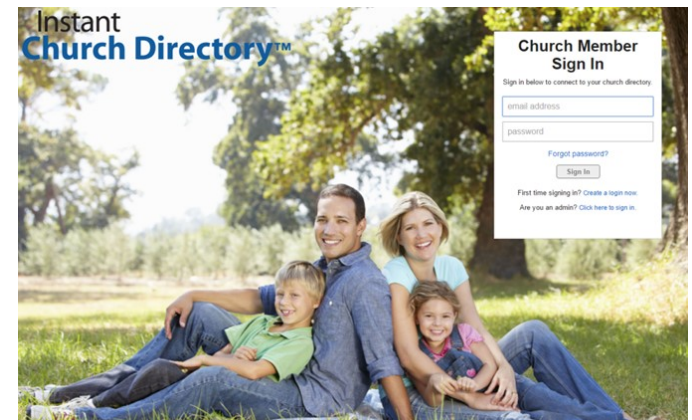 Instant
Church Directory™
Church Member
Sign In
Sign in below to connect to your church directory.
email address
password
Forgot password?
Sign In
First time signing in? Create a login now.
Are you an admin? Click here to sign in.